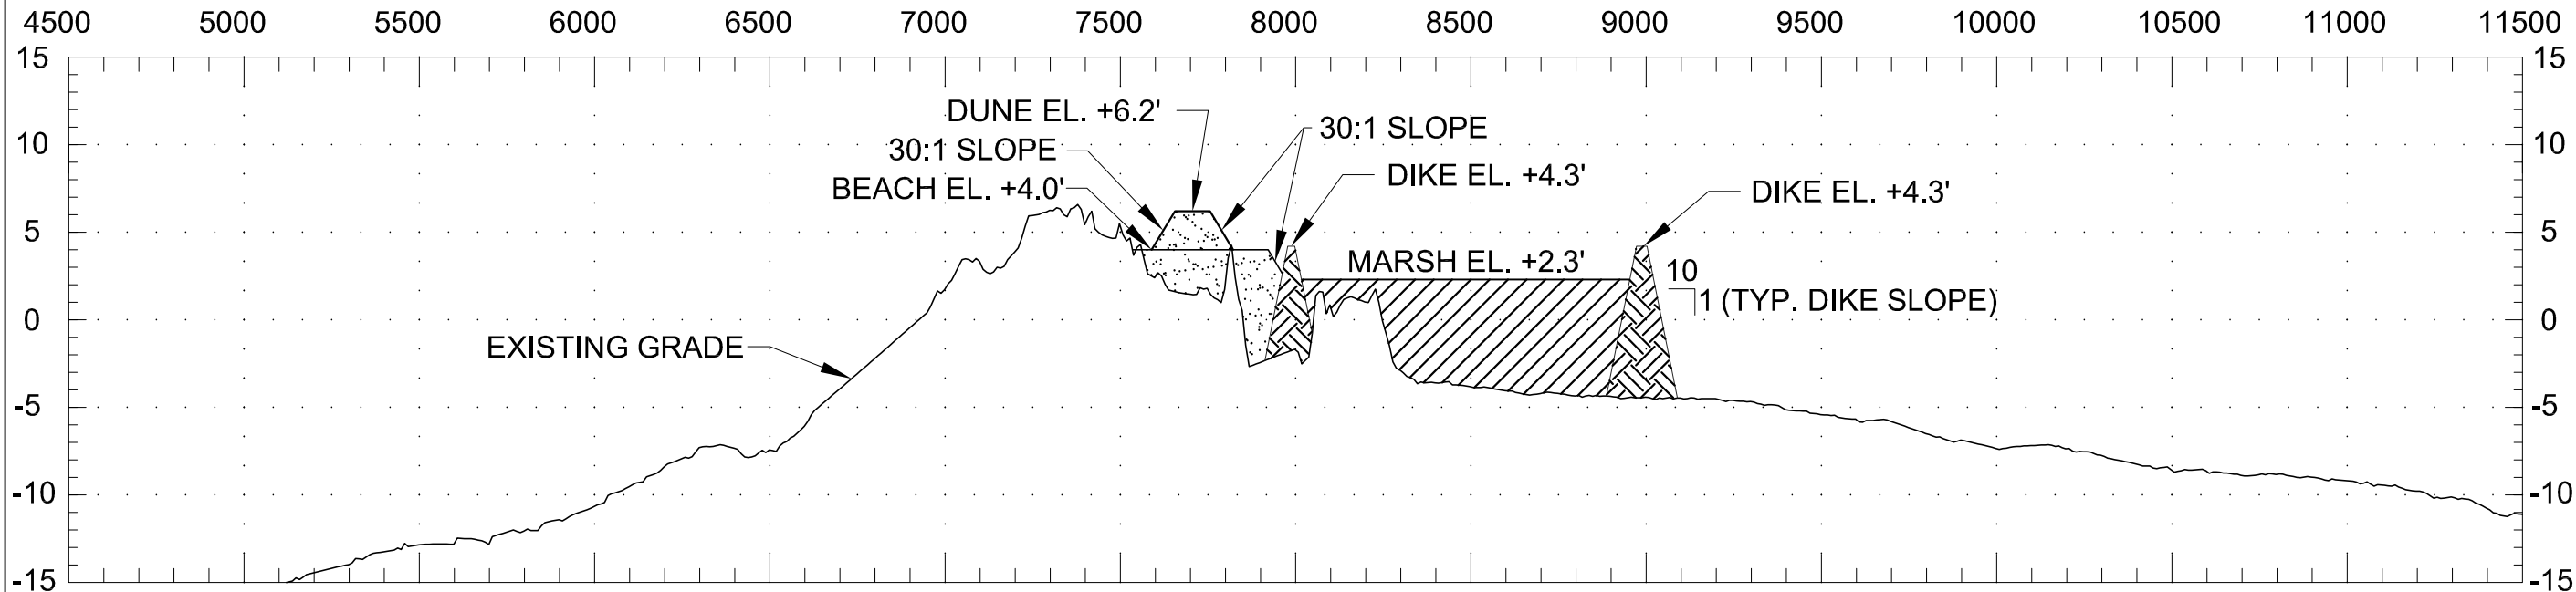 4500 5000 5500 6000 6500 7000 7500 8000 8500 9000 9500 10000 10500 11000 11500
15 15
DUNE EL. +6.2'
30:1 SLOPE
10 10
30:1 SLOPE
DIKE EL. +4.3'
BEACH EL. +4.0'
DIKE EL. +4.3'
5 5
MARSH EL. +2.3'
10
1 (TYP. DIKE SLOPE)
0 0
EXISTING GRADE
-5 -5
-10 -10
-15 -15